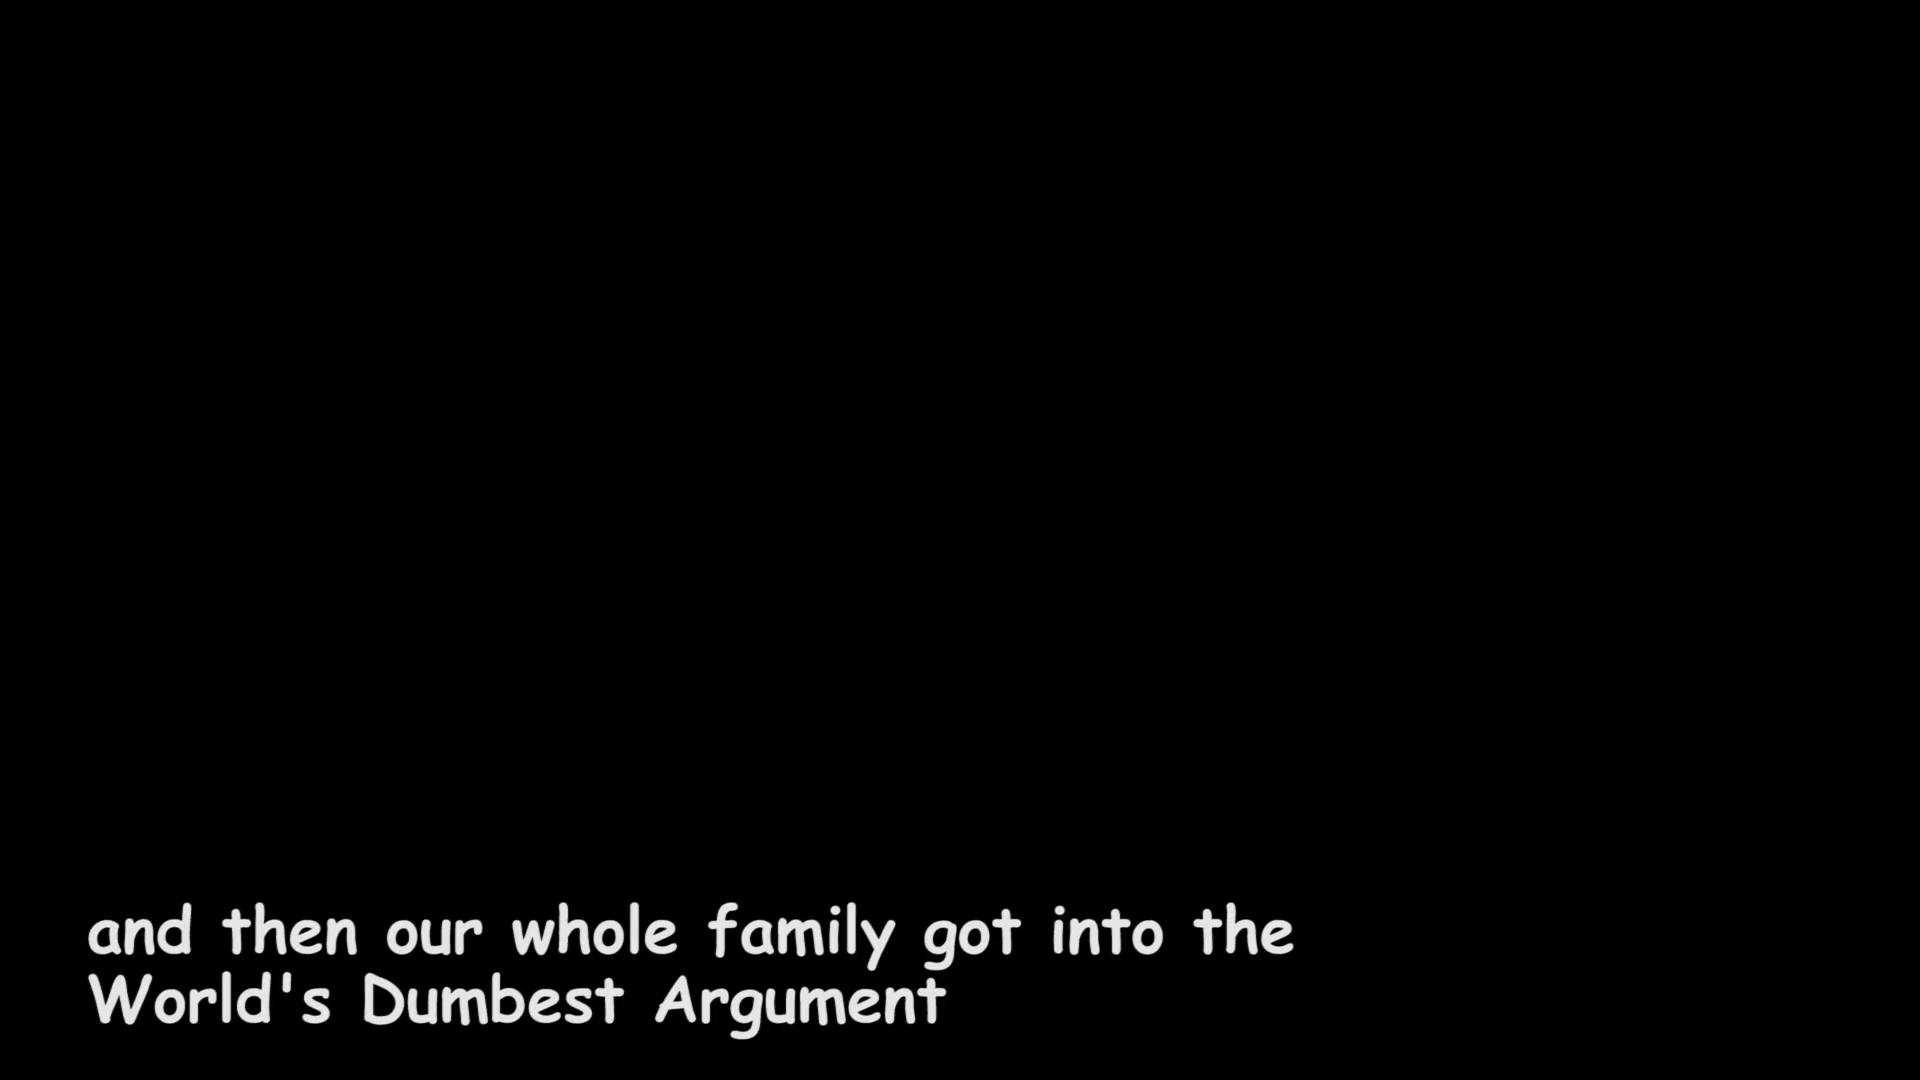 and then our whole family got into the
World's Dumbest Argument